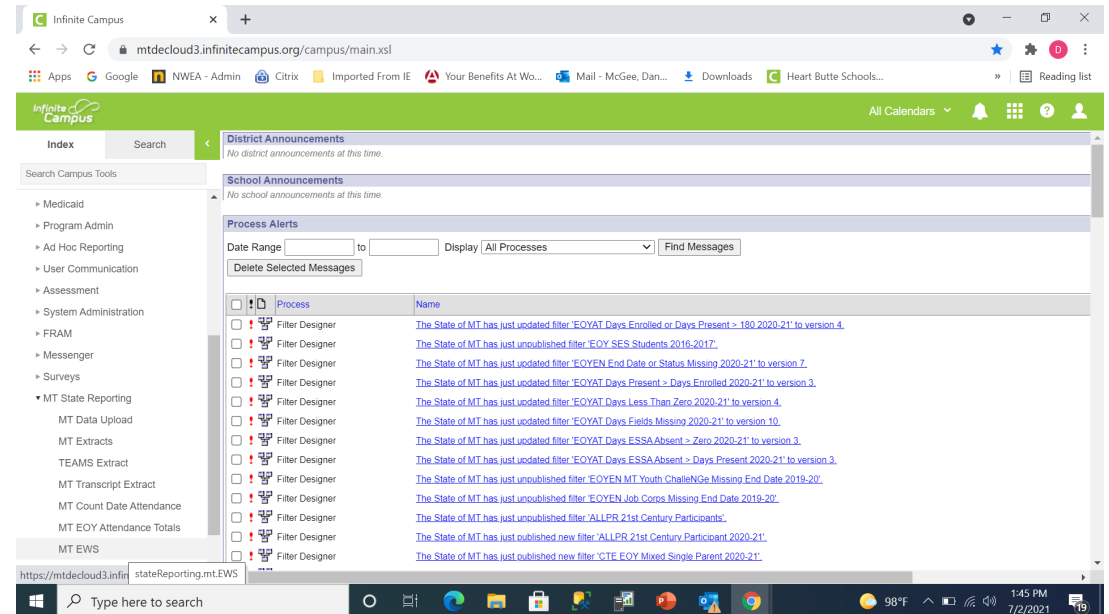 Infinite Campus
mtdecloud3.infinitecampus.org/campus/main.xsl
D
Apps Google NWEA - Admin Citrix Imported From IE Your Benefits At Wo... Mail - McGee, Dan... Downloads Heart Butte Schools... » Reading list
Infinite Campus
All Calendars
Index Search
Search Campus Tools
Medicaid
Program Admin
Ad Hoc Reporting
User Communication
Assessment
System Administration
FRAM
Messenger
Surveys
MT State Reporting
MT Data Upload
MT Extracts
TEAMS Extract
MT Transcript Extract
MT Count Date Attendance
MT EOY Attendance Totals
MT EWS
District Announcements
No district announcements at this time.
School Announcements
No school announcements at this time.
Process Alerts
Date Range to Display All Processes Find Messages
Delete Selected Messages
! Process Name
! Filter Designer The State of MT has just updated filter 'EOYAT Days Enrolled or Days Present > 180 2020-21' to version 4.
! Filter Designer The State of MT has just unpublished filter 'EOY SES Students 2016-2017'.
! Filter Designer The State of MT has just updated filter 'EOYEN End Date or Status Missing 2020-21' to version 7.
! Filter Designer The State of MT has just updated filter 'EOYAT Days Present > Days Enrolled 2020-21' to version 3.
! Filter Designer The State of MT has just updated filter 'EOYAT Days Less Than Zero 2020-21' to version 4.
! Filter Designer The State of MT has just updated filter 'EOYAT Days Fields Missing 2020-21' to version 10.
! Filter Designer The State of MT has just updated filter 'EOYAT Days ESSA Absent > Zero 2020-21' to version 3.
! Filter Designer The State of MT has just updated filter 'EOYAT Days ESSA Absent > Days Present 2020-21' to version 3.
! Filter Designer The State of MT has just unpublished filter 'EOYEN MT Youth ChalleNGe Missing End Date 2019-20'.
! Filter Designer The State of MT has just unpublished filter 'EOYEN Job Corps Missing End Date 2019-20'.
! Filter Designer The State of MT has just unpublished filter 'ALLPR 21st Century Participants'.
! Filter Designer The State of MT has just published new filter 'ALLPR 21st Century Participant 2020-21'.
! Filter Designer The State of MT has just published new filter 'CTE EOY Mixed Single Parent 2020-21'.
https://mtdecloud3.infin
stateReporting.mt.EWS
Type here to search
98°F
1:45 PM
7/2/2021
19